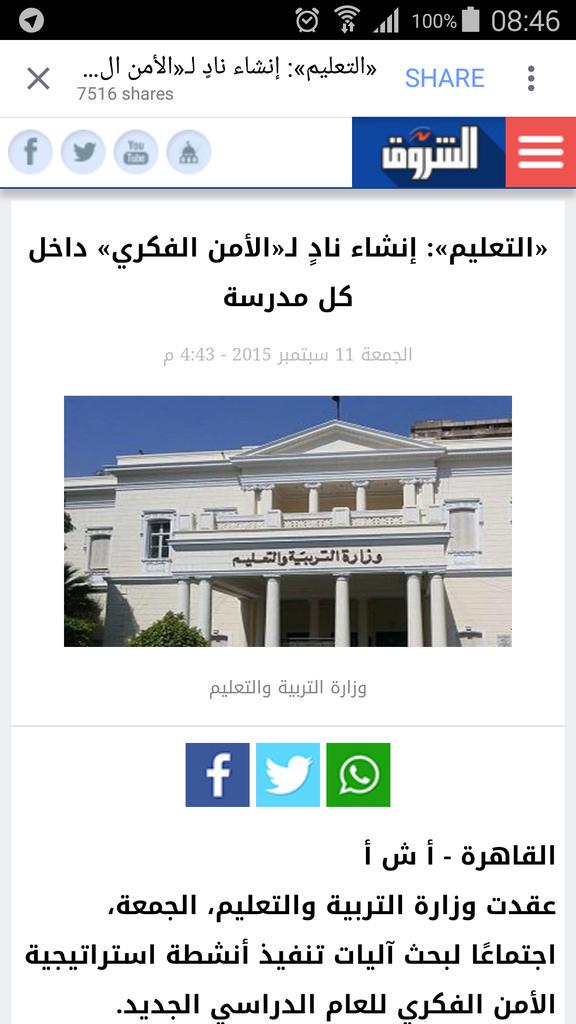 100% 08:46
«التعليم»: إنشاء نادٍ لـ«الأمن ال...
SHARE
7516 shares
You
Tube
الشروق
«التعليم»: إنشاء نادٍ لـ«الأمن الفكري» داخل
كل مدرسة
الجمعة 11 سبتمبر 2015 - 4:43 م
وزارة التربية والتعليم
وزارة التربية والتعليم
القاهرة - أ ش أ
عقدت وزارة التربية والتعليم، الجمعة،
اجتماعًا لبحث آليات تنفيذ أنشطة استراتيجية
الأمن الفكري للعام الدراسي الجديد.